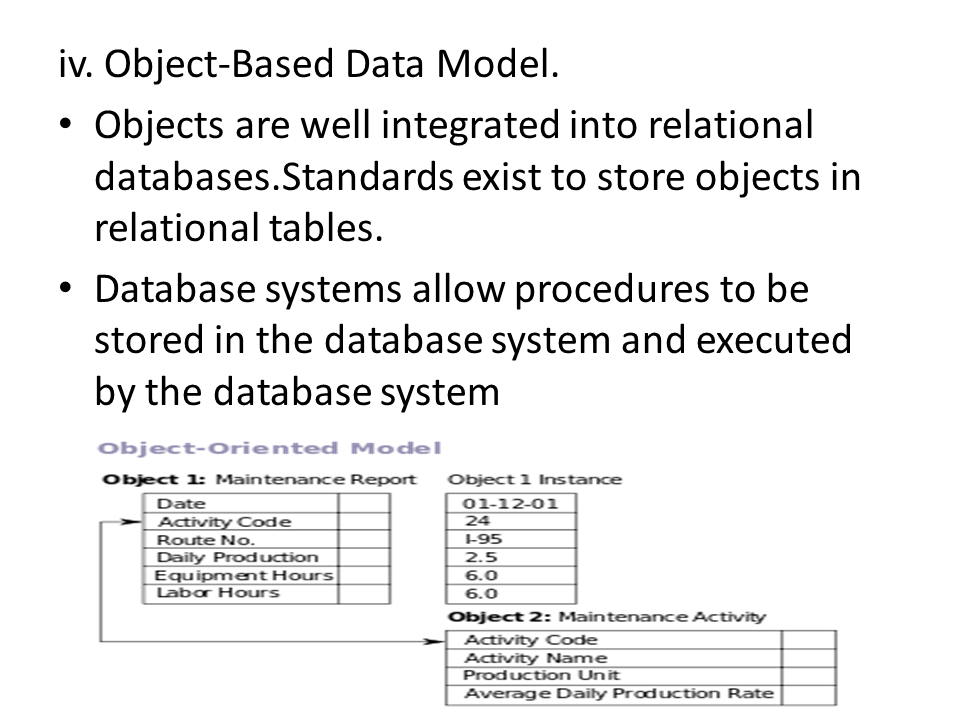 iv. Object-Based Data Model.
• Objects are well integrated into relational
databases.Standards exist to store objects in
relational tables.
• Database systems allow procedures to be
stored in the database system and executed
by the database system
Object-Oriented Model
Object 1: Maintenance Report
Date
Activity Code
Route No.
Daily Production
Equipment Hours
Labor Hours
Object 1 Instance
01-12-01
24
I-95
2.5
6.0
6.0
Object 2: Maintenance Activity
Activity Code
Activity Name
Production Unit
Average Daily Production Rate